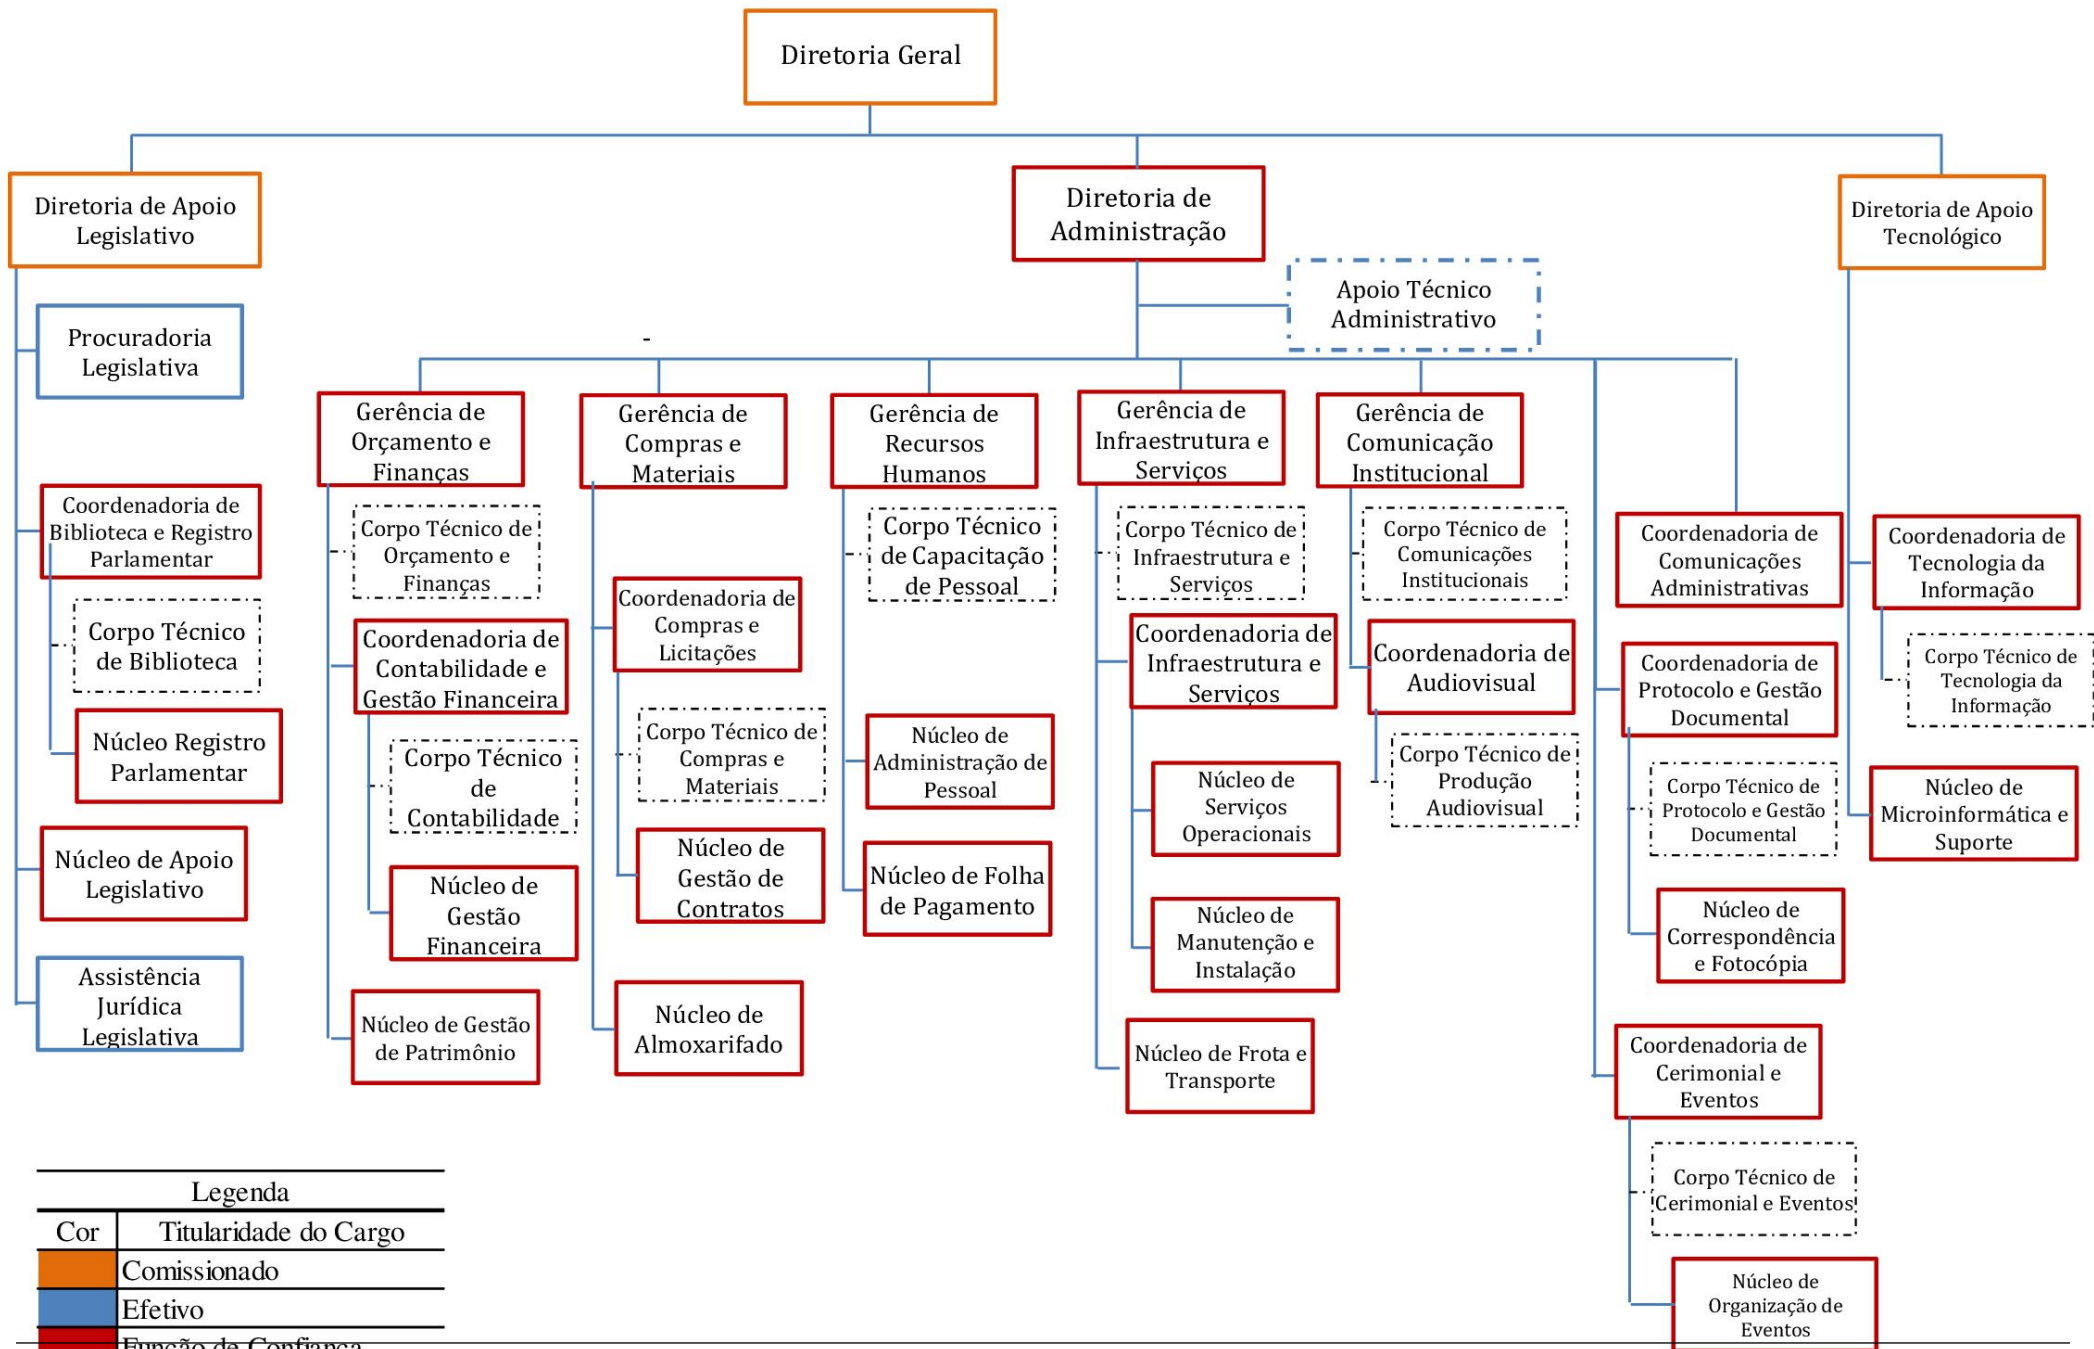 Diretoria Geral
Diretoria de Apoio
Legislativo
Diretoria de
Administração
Diretoria de Apoio
Tecnológico
Apoio Técnico
Administrativo
-
Procuradoria
Legislativa
Coordenadoria de
Biblioteca e Registro
Parlamentar
Corpo Técnico
de Biblioteca
Núcleo Registro
Parlamentar
Núcleo de Apoio
Legislativo
Assistência
Jurídica
Legislativa
Gerência de
Orçamento e
Finanças
Corpo Técnico de
Orçamento e
Finanças
Coordenadoria de
Contabilidade e
Gestão Financeira
Corpo Técnico
de
Contabilidade
Núcleo de
Gestão
Financeira
Núcleo de Gestão
de Patrimônio
Gerência de
Compras e
Materiais
Coordenadoria de
Compras e
Licitações
Corpo Técnico de
Compras e
Materiais
Núcleo de
Gestão de
Contratos
Núcleo de
Almoxarifado
Gerência de
Recursos
Humanos
Corpo Técnico
de Capacitação
de Pessoal
Núcleo de
Administração de
Pessoal
Núcleo de Folha
de Pagamento
Gerência de
Infraestrutura e
Serviços
Corpo Técnico de
Infraestrutura e
Serviços
Coordenadoria de
Infraestrutura e
Serviços
Núcleo de
Serviços
Operacionais
Núcleo de
Manutenção e
Instalação
Núcleo de Frota e
Transporte
Gerência de
Comunicação
Institucional
Corpo Técnico de
Comunicações
Institucionais
Coordenadoria de
Audiovisual
Corpo Técnico de
Produção
Audiovisual
Coordenadoria de
Comunicações
Administrativas
Coordenadoria de
Protocolo e Gestão
Documental
Corpo Técnico de
Protocolo e Gestão
Documental
Núcleo de
Correspondência
e Fotocópia
Coordenadoria de
Cerimonial e
Eventos
Corpo Técnico de
Cerimonial e Eventos
Núcleo de
Organização de
Eventos
Coordenadoria de
Tecnologia da
Informação
Corpo Técnico de
Tecnologia da
Informação
Núcleo de
Microinformática e
Suporte
Legenda
Cor Titularidade do Cargo
Comissionado
Efetivo
Função de Confiança